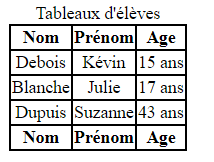 Tableaux d'élèves
Nom Prénom Age
Debois Kévin 15 ans
Blanche Julie 17 ans
Dupuis Suzanne 43 ans
Nom Prénom Age